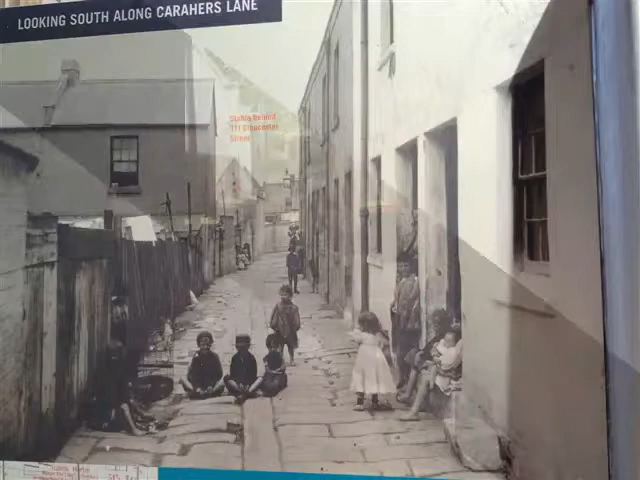 LOOKING SOUTH ALONG CARAHERS LANE
Stable behind
111 Gloucester
Street